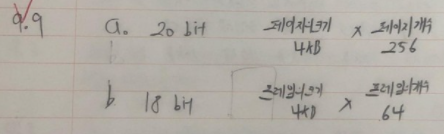 9.9 a. 20 bit 페이지크기 × 페이지개수
4KB 256
b. 18 bit 프레임크기 × 프레임개수
4KB 64